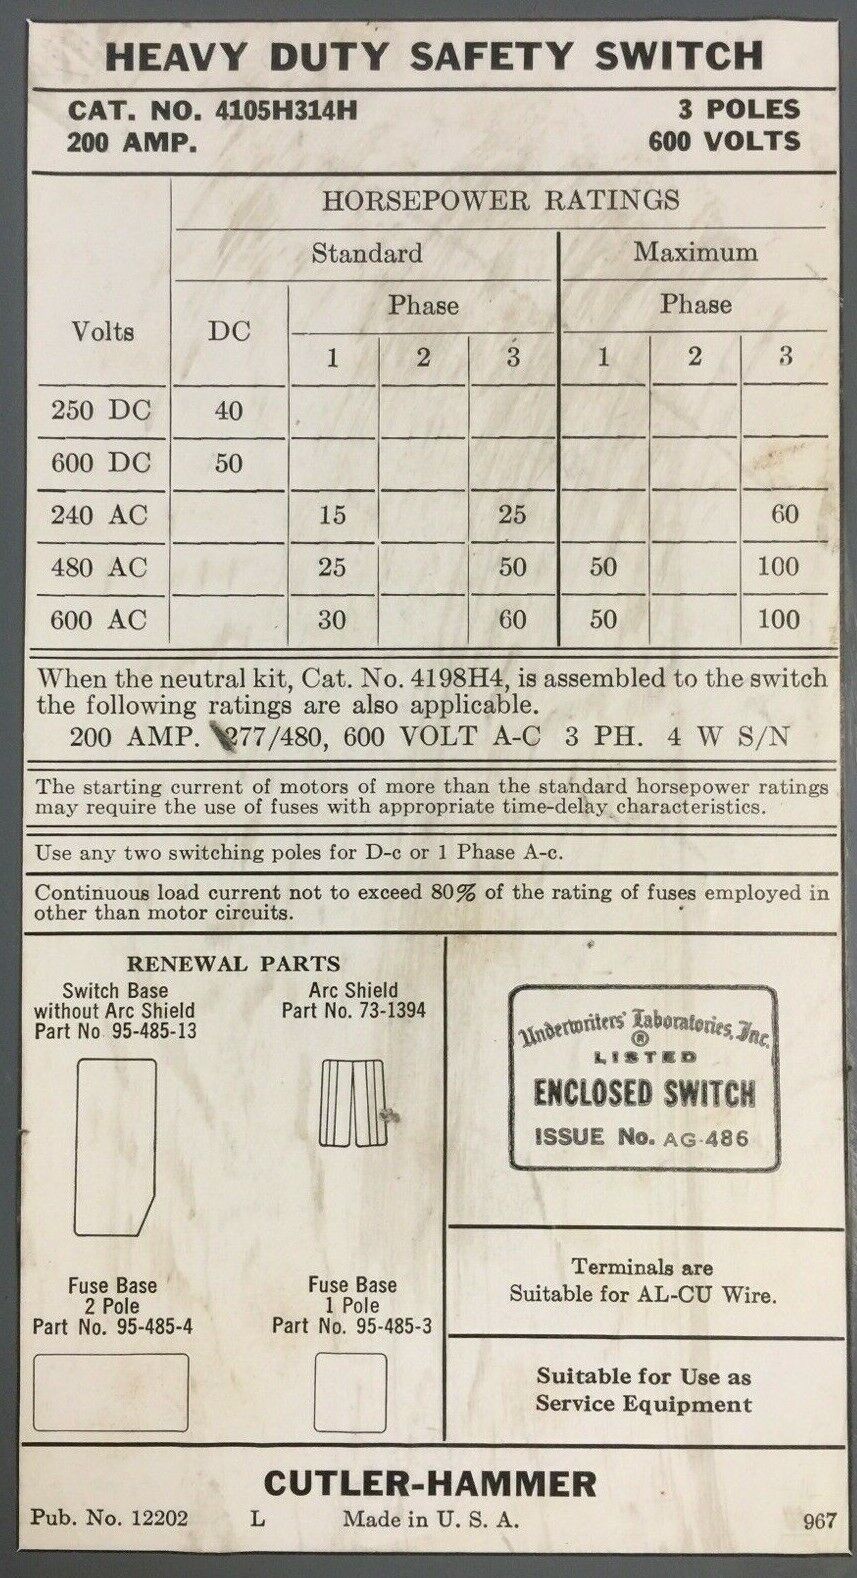 HEAVY DUTY SAFETY SWITCH
CAT. NO. 4105H314H 3 POLES
200 AMP. 600 VOLTS
HORSEPOWER RATINGS
Standard Maximum
Phase Phase
Volts DC
1 2 3 1 2 3
250 DC 40
600 DC 50
240 AC 15 25 60
480 AC 25 50 50 100
600 AC 30 60 50 100
When the neutral kit, Cat. No. 4198H4, is assembled to the switch
the following ratings are also applicable.
200 AMP. 277/480, 600 VOLT A-C 3 PH. 4 W S/N
The starting current of motors of more than the standard horsepower ratings
may require the use of fuses with appropriate time-delay characteristics.
Use any two switching poles for D-c or 1 Phase A-c.
Continuous load current not to exceed 80% of the rating of fuses employed in
other than motor circuits.
RENEWAL PARTS
Switch Base
without Arc Shield
Part No 95-485-13
Arc Shield
Part No. 73-1394
Fuse Base
2 Pole
Part No. 95-485-4
Fuse Base
1 Pole
Part No. 95-485-3
Underwriters' Laboratories, Inc.
®
LISTED
ENCLOSED SWITCH
ISSUE No. AG-486
Terminals are
Suitable for AL-CU Wire.
Suitable for Use as
Service Equipment
CUTLER-HAMMER
Pub. No. 12202 L Made in U. S. A. 967